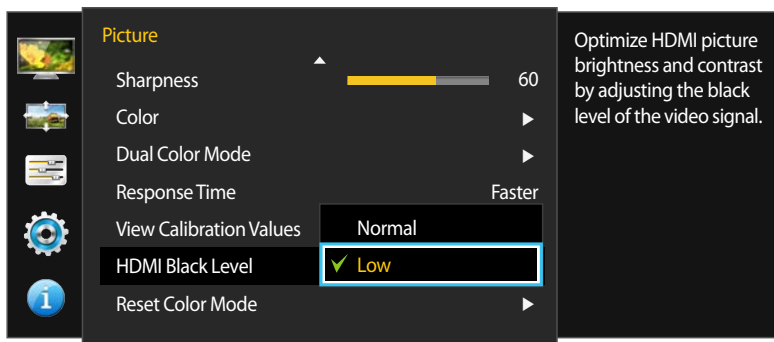 Picture
Sharpness 60
Color
Dual Color Mode
Response Time Faster
View Calibration Values
Normal
HDMI Black Level
Low
Reset Color Mode
Optimize HDMI picture
brightness and contrast
by adjusting the black
level of the video signal.